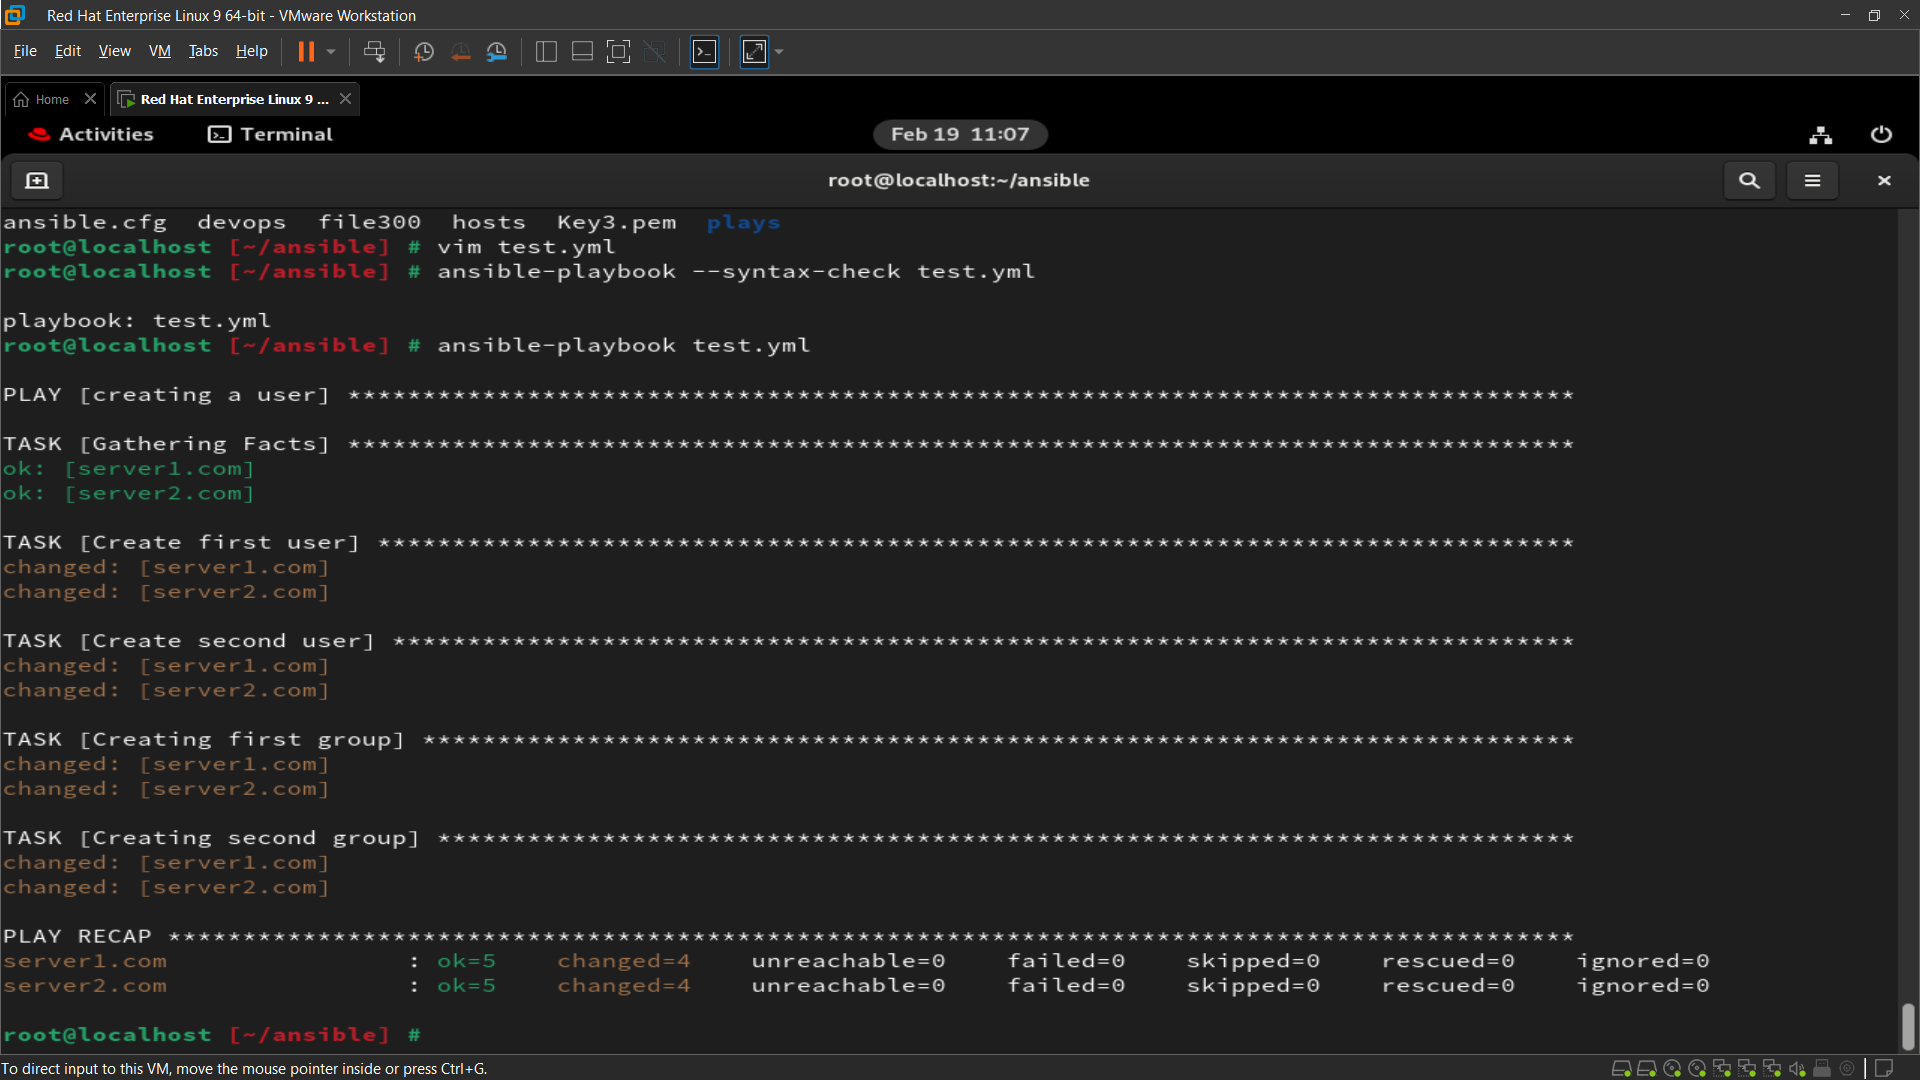 Red Hat Enterprise Linux 9 64-bit - VMware Workstation
File Edit View VM Tabs Help
Home Red Hat Enterprise Linux 9 ...
Activities Terminal Feb 19 11:07
root@localhost:~/ansible
ansible.cfg devops file300 hosts Key3.pem plays
root@localhost [~/ansible] # vim test.yml
root@localhost [~/ansible] # ansible-playbook --syntax-check test.yml
playbook: test.yml
root@localhost [~/ansible] # ansible-playbook test.yml
PLAY [creating a user] **********************************************************************************
TASK [Gathering Facts] **********************************************************************************
ok: [server1.com]
ok: [server2.com]
TASK [Create first user] ********************************************************************************
changed: [server1.com]
changed: [server2.com]
TASK [Create second user] *******************************************************************************
changed: [server1.com]
changed: [server2.com]
TASK [Creating first group] *****************************************************************************
changed: [server1.com]
changed: [server2.com]
TASK [Creating second group] ****************************************************************************
changed: [server1.com]
changed: [server2.com]
PLAY RECAP **********************************************************************************************
server1.com : ok=5 changed=4 unreachable=0 failed=0 skipped=0 rescued=0 ignored=0
server2.com : ok=5 changed=4 unreachable=0 failed=0 skipped=0 rescued=0 ignored=0
root@localhost [~/ansible] #
To direct input to this VM, move the mouse pointer inside or press Ctrl+G.